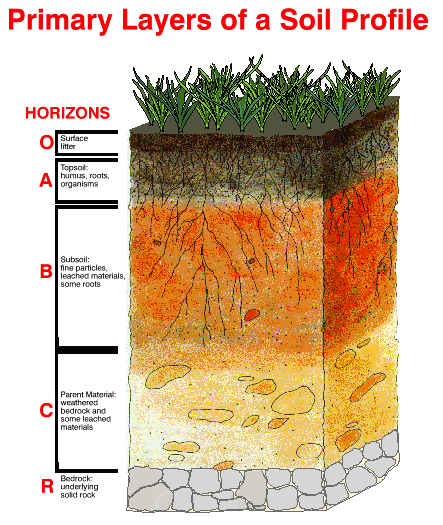 Primary Layers of a Soil Profile
HORIZONS
O
Surface
litter
A
Topsoil:
humus, roots,
organisms
B
Subsoil:
fine particles,
leached materials,
some roots
C
Parent Material:
weathered
bedrock and
some leached
materials
R
Bedrock:
underlying
solid rock